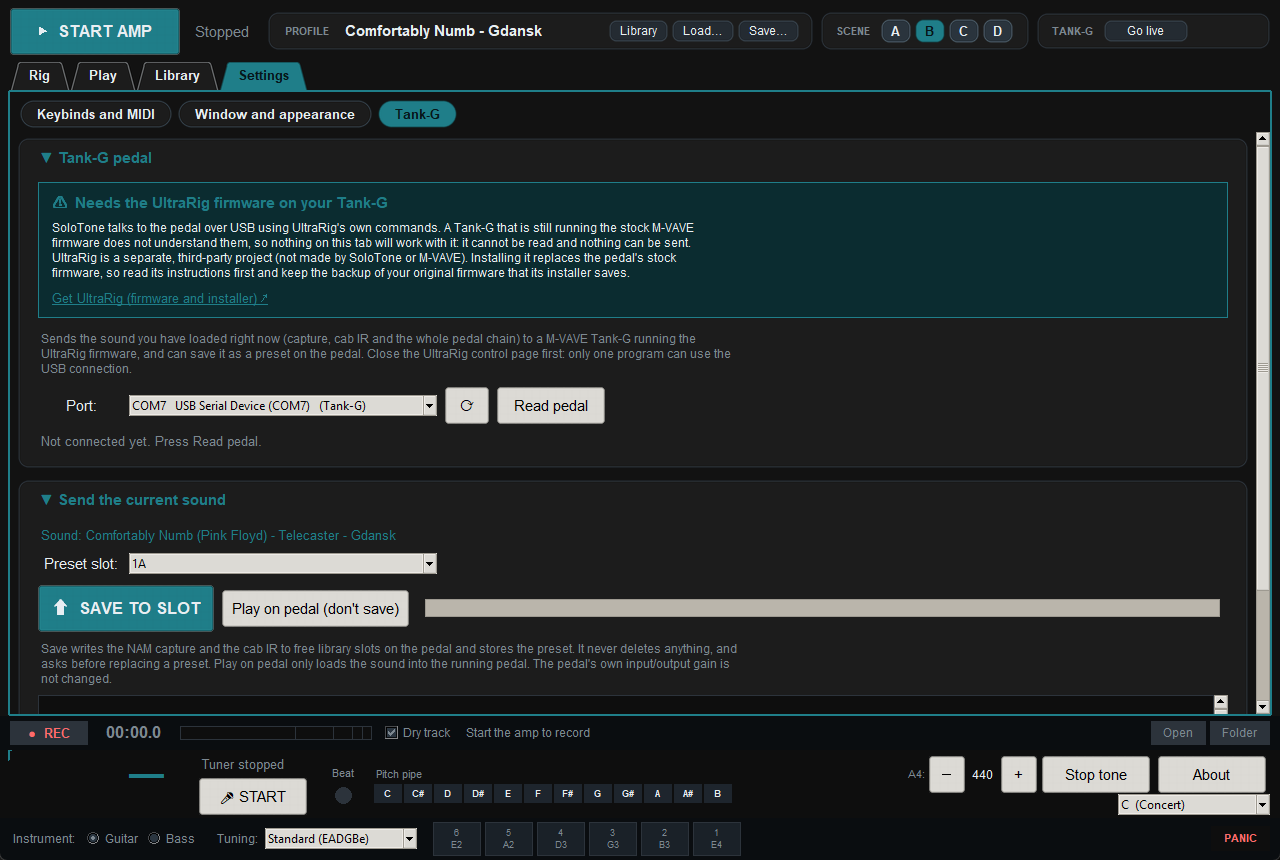 START AMP
Stopped
PROFILE Comfortably Numb - Gdansk
Library
Load...
Save...
SCENE A B C D
TANK-G Go live
Rig
Play
Library
Settings
Keybinds and MIDI
Window and appearance
Tank-G
Tank-G pedal
Needs the UltraRig firmware on your Tank-G
SoloTone talks to the pedal over USB using UltraRig's own commands. A Tank-G that is still running the stock M-VAVE
firmware does not understand them, so nothing on this tab will work with it: it cannot be read and nothing can be sent.
UltraRig is a separate, third-party project (not made by SoloTone or M-VAVE). Installing it replaces the pedal's stock
firmware, so read its instructions first and keep the backup of your original firmware that its installer saves.
Get UltraRig (firmware and installer)↗
Sends the sound you have loaded right now (capture, cab IR and the whole pedal chain) to a M-VAVE Tank-G running the
UltraRig firmware, and can save it as a preset on the pedal. Close the UltraRig control page first: only one program can use the
USB connection.
Port: COM7 USB Serial Device (COM7) (Tank-G)
Read pedal
Not connected yet. Press Read pedal.
Send the current sound
Sound: Comfortably Numb (Pink Floyd) - Telecaster - Gdansk
Preset slot: 1A
SAVE TO SLOT
Play on pedal (don't save)
Save writes the NAM capture and the cab IR to free library slots on the pedal and stores the preset. It never deletes anything, and
asks before replacing a preset. Play on pedal only loads the sound into the running pedal. The pedal's own input/output gain is
not changed.
REC
00:00.0
Dry track
Start the amp to record
Open
Folder
Tuner stopped
START
Beat
Pitch pipe
C C# D D# E F F# G G# A A# B
A4: − 440 +
Stop tone
About
C (Concert)
Instrument: Guitar Bass
Tuning: Standard (EADGBe)
6 5 4 3 2 1
E2 A2 D3 G3 B3 E4
PANIC